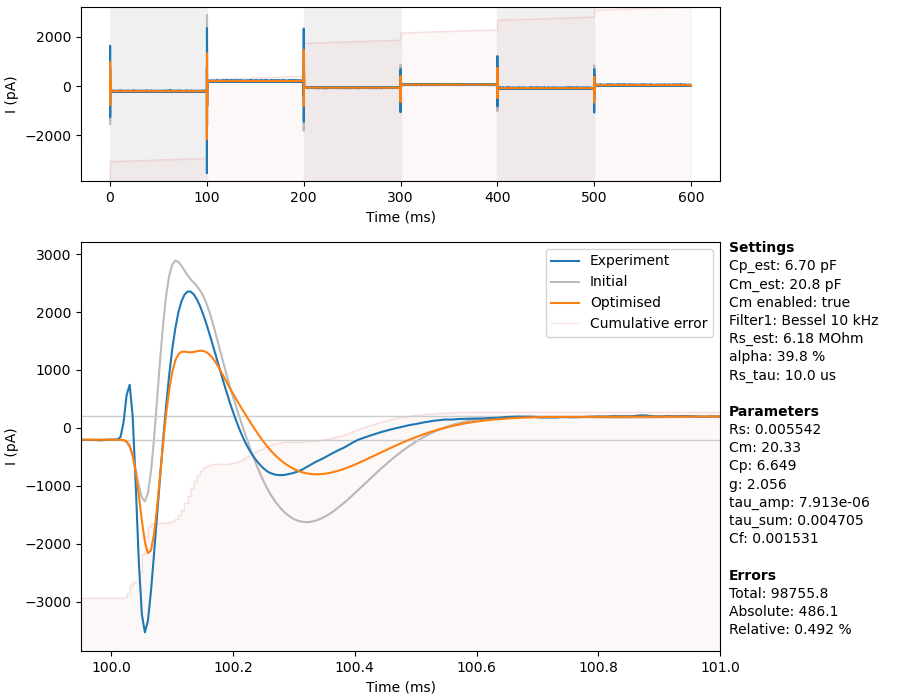 2000
0
−2000
I (pA)
0
100
200
300
400
500
600
Time (ms)
3000
2000
1000
0
−1000
−2000
−3000
I (pA)
Experiment
Initial
Optimised
Cumulative error
100.0
100.2
100.4
100.6
100.8
101.0
Time (ms)
Settings
Cp_est: 6.70 pF
Cm_est: 20.8 pF
Cm enabled: true
Filter1: Bessel 10 kHz
Rs_est: 6.18 MOhm
alpha: 39.8 %
Rs_tau: 10.0 us
Parameters
Rs: 0.005542
Cm: 20.33
Cp: 6.649
g: 2.056
tau_amp: 7.913e-06
tau_sum: 0.004705
Cf: 0.001531
Errors
Total: 98755.8
Absolute: 486.1
Relative: 0.492 %